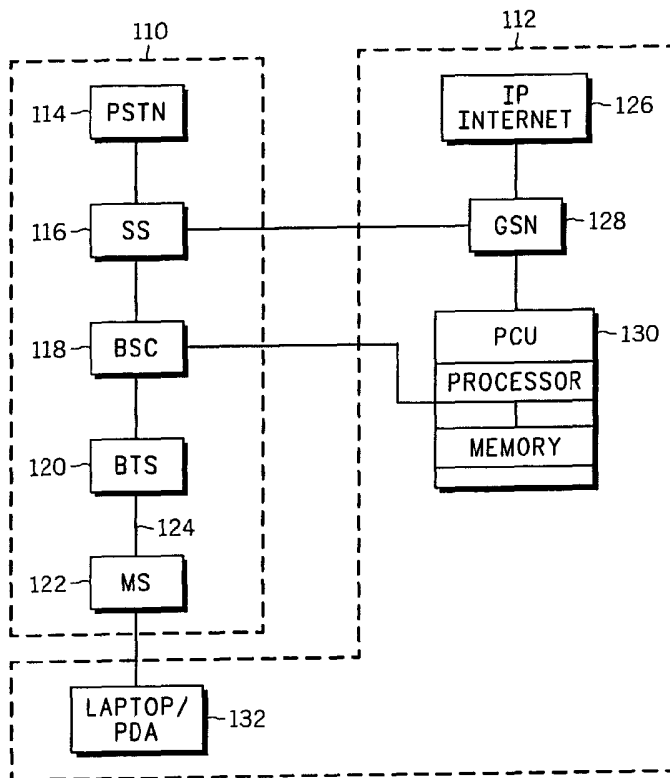 110
112
114
PSTN
IP
INTERNET
126
116
SS
GSN
128
118
BSC
PCU
130
PROCESSOR
MEMORY
120
BTS
124
122
MS
LAPTOP/
PDA
132